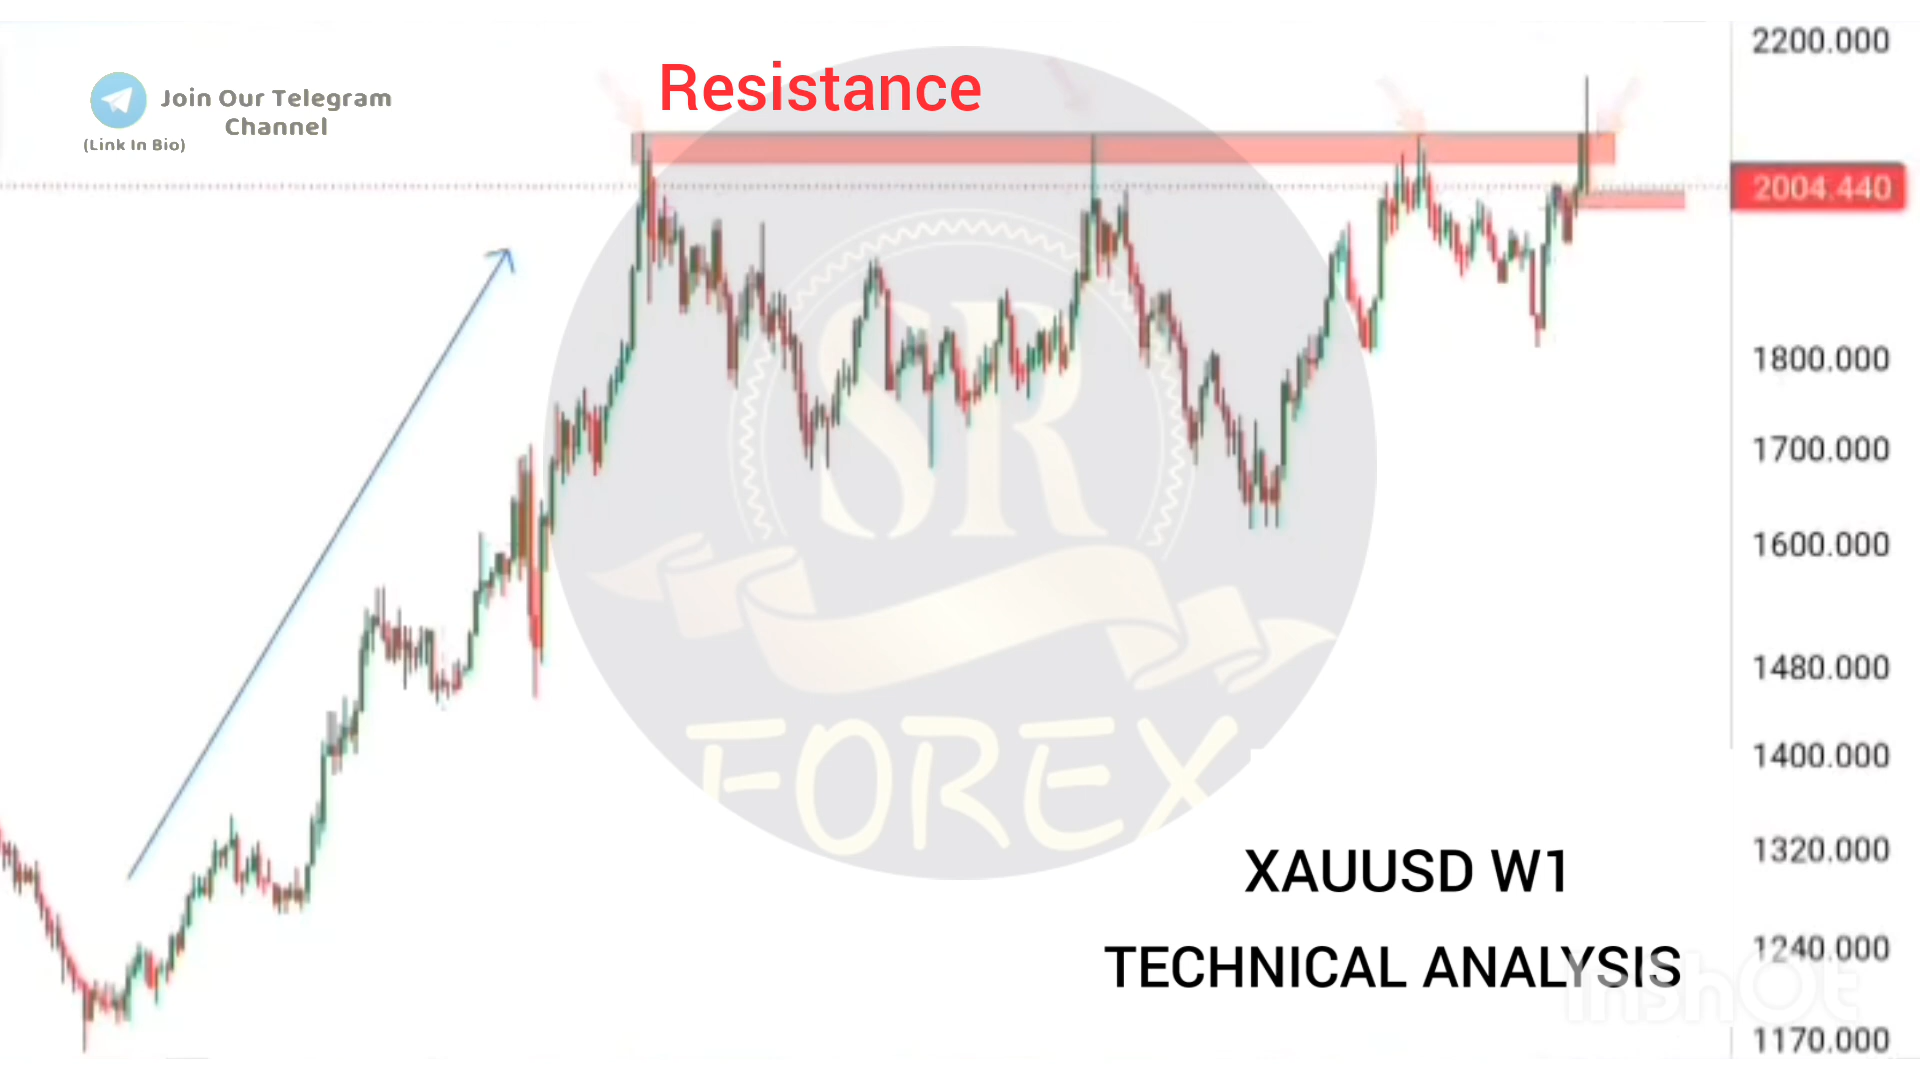 Join Our Telegram
Channel
(Link In Bio)
Resistance
2200.000
2004.440
1800.000
1700.000
1600.000
1480.000
1400.000
1320.000
1240.000
1170.000
SR
FOREX
XAUUSD W1
TECHNICAL ANALYSIS
InshOt